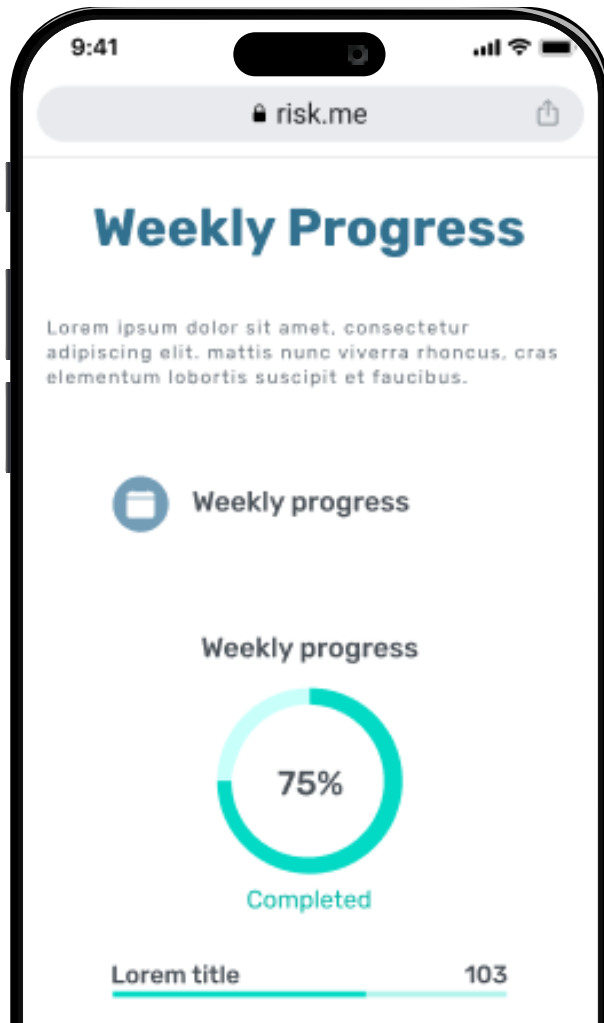 9:41
risk.me
Weekly Progress
Lorem ipsum dolor sit amet, consectetur
adipiscing elit. mattis nunc viverra rhoncus, cras
elementum lobortis suscipit et faucibus.
Weekly progress
Weekly progress
75%
Completed
Lorem title 103